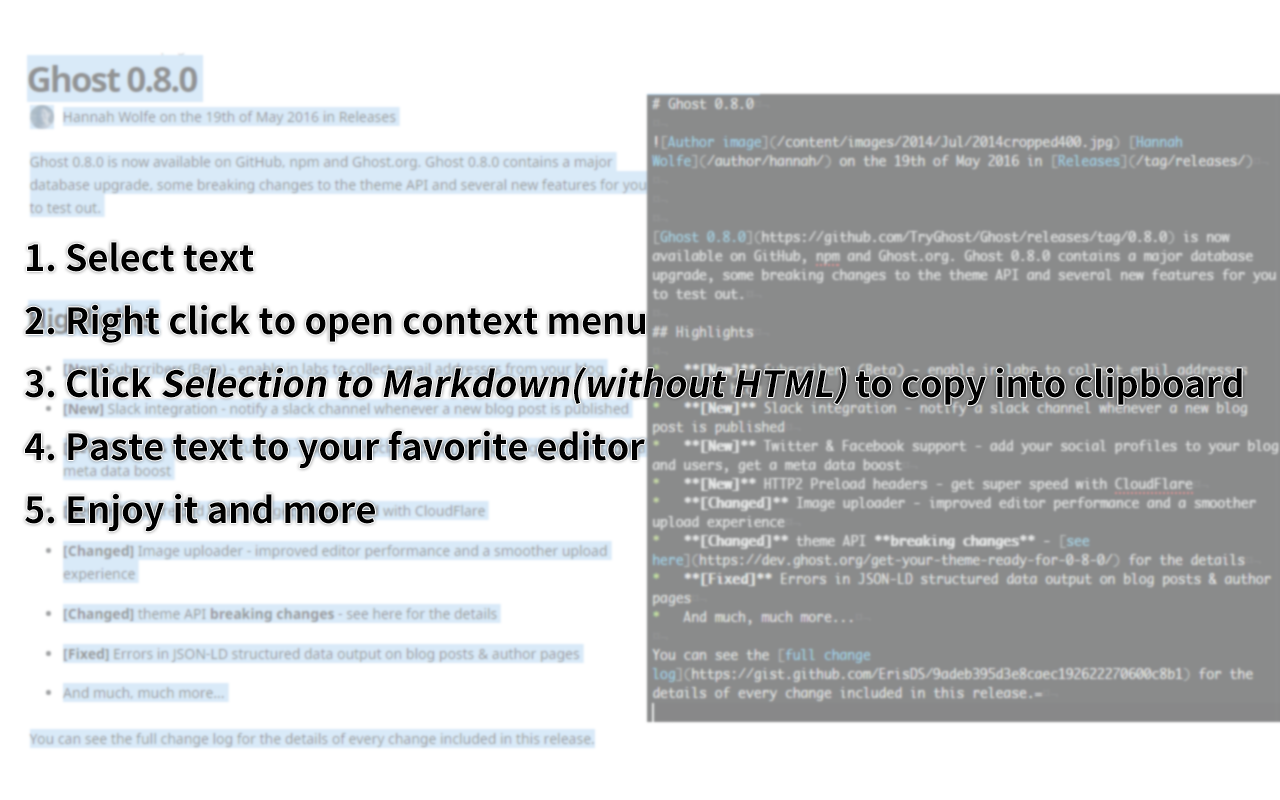 Ghost 0.8.0
Hannah Wolfe on the 19th of May 2016 in Releases
Ghost 0.8.0 is now available on GitHub, npm and Ghost.org. Ghost 0.8.0 contains a major
database upgrade, some breaking changes to the theme API and several new features for you
to test out.
1. Select text
2. Right click to open context menu
3. Click Selection to Markdown(without HTML) to copy into clipboard
4. Paste text to your favorite editor
5. Enjoy it and more
[New] Slack integration - notify a slack channel whenever a new blog post is published
meta data boost
with CloudFlare
[Changed] Image uploader - improved editor performance and a smoother upload
experience
[Changed] theme API breaking changes - see here for the details
[Fixed] Errors in JSON-LD structured data output on blog posts & author pages
And much, much more...
You can see the full change log for the details of every change included in this release.
# Ghost 0.8.0
![Author image](/content/images/2014/Jul/2014cropped400.jpg) [Hannah
Wolfe](/author/hannah/) on the 19th of May 2016 in [Releases](/tag/releases/)
[Ghost 0.8.0](https://github.com/TryGhost/Ghost/releases/tag/0.8.0) is now
available on GitHub, npm and Ghost.org. Ghost 0.8.0 contains a major database
upgrade, some breaking changes to the theme API and several new features for you
to test out.
## Highlights
* **[New]** Slack integration - notify a slack channel whenever a new blog
post is published
* **[New]** Twitter & Facebook support - add your social profiles to your blog
and users, get a meta data boost
* **[New]** HTTP2 Preload headers - get super speed with CloudFlare
* **[Changed]** Image uploader - improved editor performance and a smoother
upload experience
* **[Changed]** theme API **breaking changes** - [see
here](https://dev.ghost.org/get-your-theme-ready-for-0-8-0/) for the details
* **[Fixed]** Errors in JSON-LD structured data output on blog posts & author
pages
* And much, much more...
You can see the [full change
log](https://gist.github.com/ErisDS/9adeb395d3e8caec192622270600c8b1) for the
details of every change included in this release.